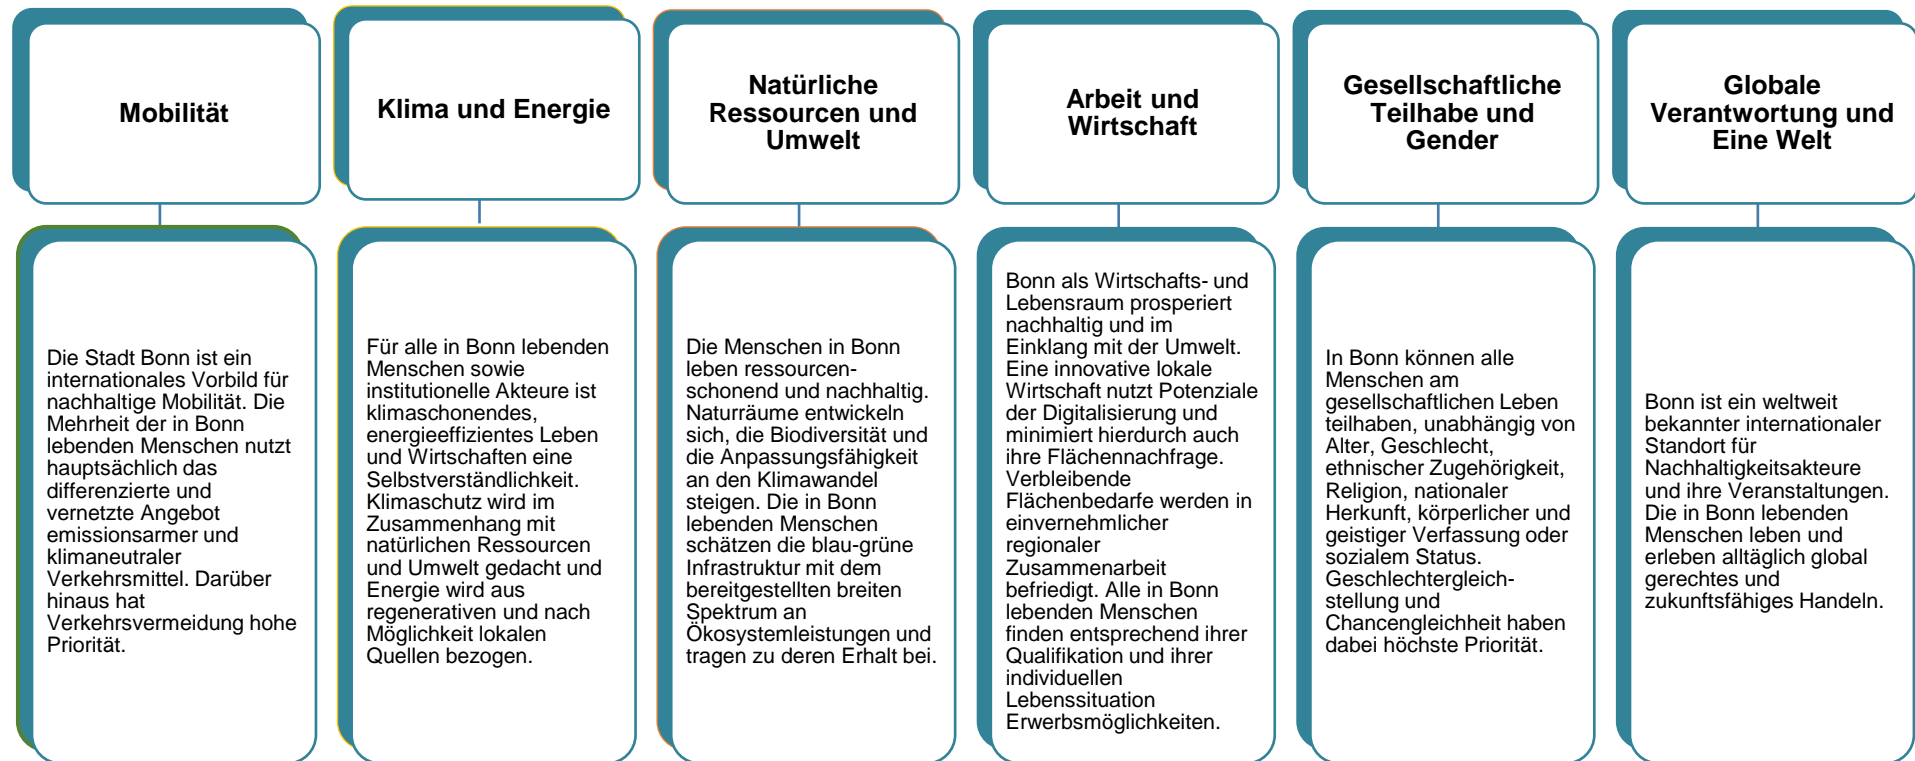 Mobilität
Die Stadt Bonn ist ein
internationales Vorbild für
nachhaltige Mobilität. Die
Mehrheit der in Bonn
lebenden Menschen nutzt
hauptsächlich das
differenzierte und
vernetzte Angebot
emissionsarmer und
klimaneutraler
Verkehrsmittel. Darüber
hinaus hat
Verkehrsvermeidung hohe
Priorität.
Klima und Energie
Für alle in Bonn lebenden
Menschen sowie
institutionelle Akteure ist
klimaschonendes,
energieeffizientes Leben
und Wirtschaften eine
Selbstverständlichkeit.
Klimaschutz wird im
Zusammenhang mit
natürlichen Ressourcen
und Umwelt gedacht und
Energie wird aus
regenerativen und nach
Möglichkeit lokalen
Quellen bezogen.
Natürliche
Ressourcen und
Umwelt
Die Menschen in Bonn
leben ressourcen-
schonend und nachhaltig.
Naturräume entwickeln
sich, die Biodiversität und
die Anpassungsfähigkeit
an den Klimawandel
steigen. Die in Bonn
lebenden Menschen
schätzen die blau-grüne
Infrastruktur mit dem
bereitgestellten breiten
Spektrum an
Ökosystemleistungen und
tragen zu deren Erhalt bei.
Arbeit und
Wirtschaft
Bonn als Wirtschafts- und
Lebensraum prosperiert
nachhaltig und im
Einklang mit der Umwelt.
Eine innovative lokale
Wirtschaft nutzt Potenziale
der Digitalisierung und
minimiert hierdurch auch
ihre Flächennachfrage.
Verbleibende
Flächenbedarfe werden in
einvernehmlicher
regionaler
Zusammenarbeit
befriedigt. Alle in Bonn
lebenden Menschen
finden entsprechend ihrer
Qualifikation und ihrer
individuellen
Lebenssituation
Erwerbsmöglichkeiten.
Gesellschaftliche
Teilhabe und
Gender
In Bonn können alle
Menschen am
gesellschaftlichen Leben
teilhaben, unabhängig von
Alter, Geschlecht,
ethnischer Zugehörigkeit,
Religion, nationaler
Herkunft, körperlicher und
geistiger Verfassung oder
sozialem Status.
Geschlechtergleich-
stellung und
Chancengleichheit haben
dabei höchste Priorität.
Globale
Verantwortung und
Eine Welt
Bonn ist ein weltweit
bekannter internationaler
Standort für
Nachhaltigkeitsakteure
und ihre Veranstaltungen.
Die in Bonn lebenden
Menschen leben und
erleben alltäglich global
gerechtes und
zukunftsfähiges Handeln.